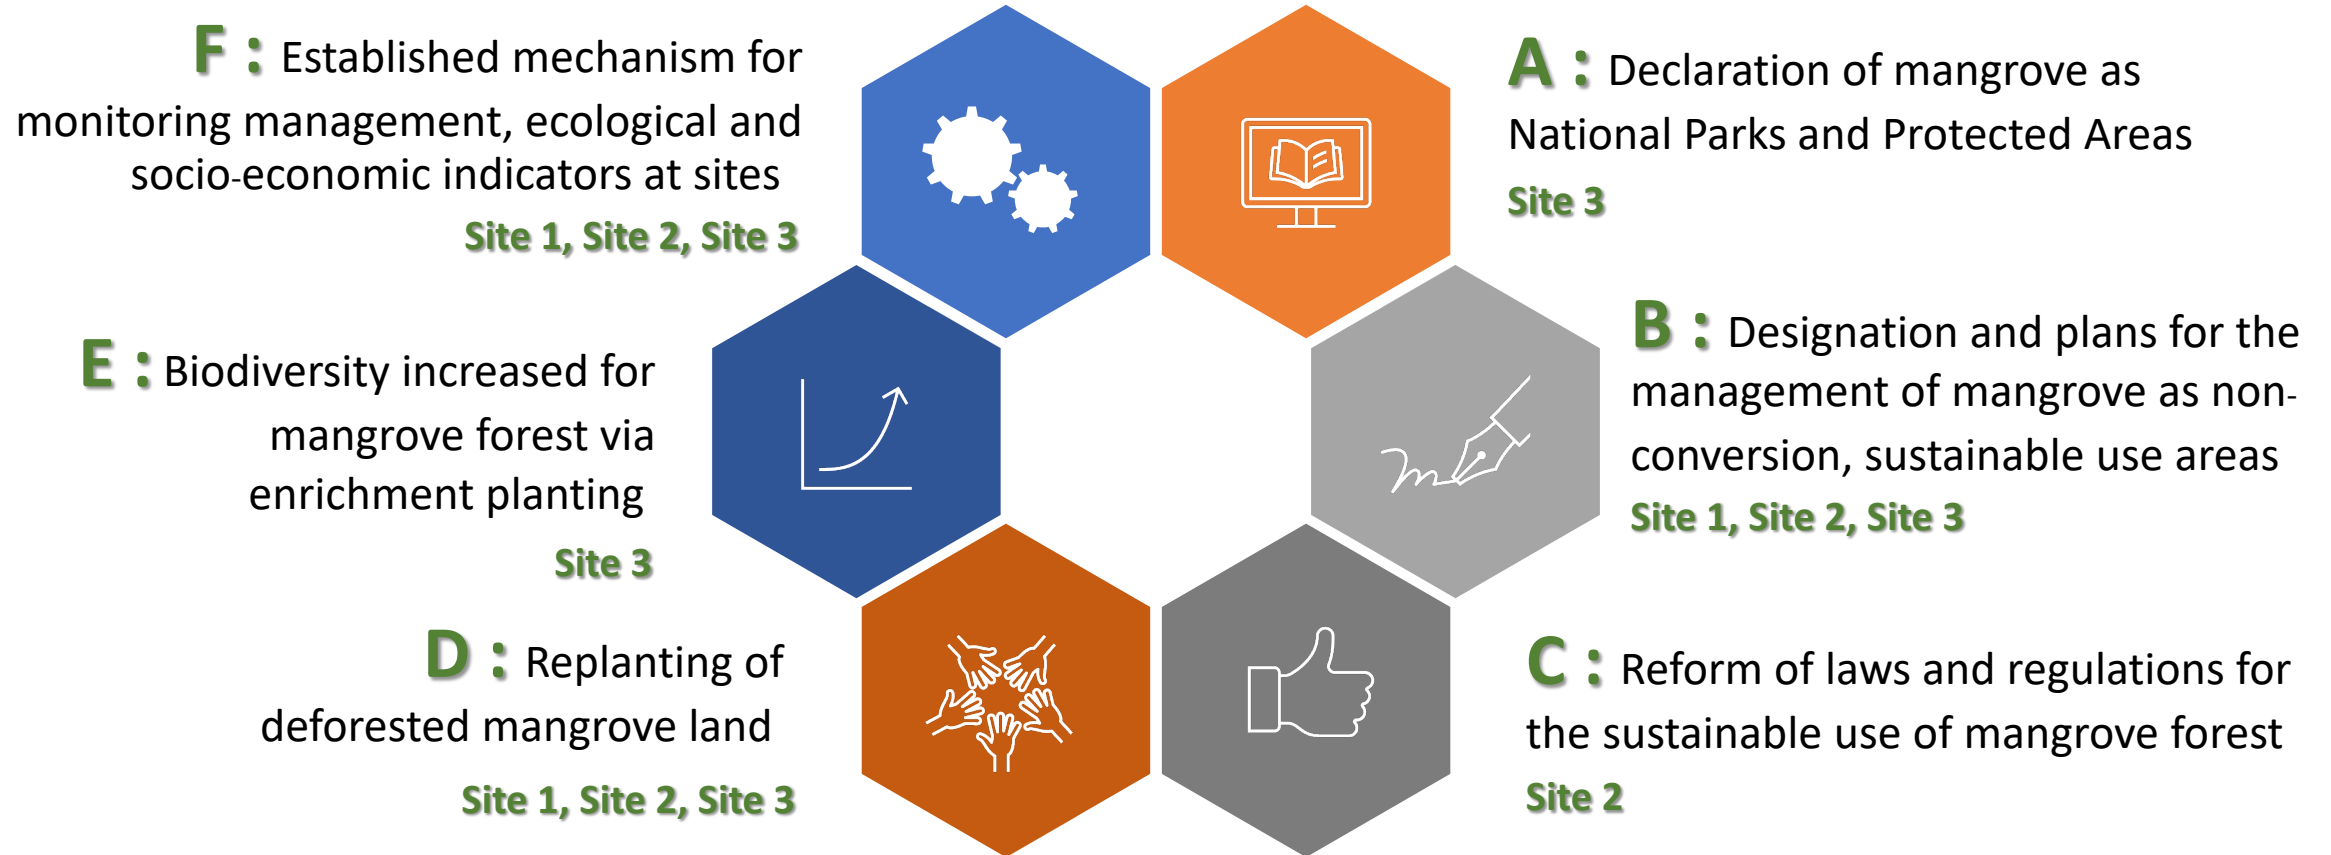 F : Established mechanism for
monitoring management, ecological and
socio-economic indicators at sites
Site 1, Site 2, Site 3
A : Declaration of mangrove as
National Parks and Protected Areas
Site 3
E : Biodiversity increased for
mangrove forest via
enrichment planting
Site 3
B : Designation and plans for the
management of mangrove as non-
conversion, sustainable use areas
Site 1, Site 2, Site 3
D : Replanting of
deforested mangrove land
Site 1, Site 2, Site 3
C : Reform of laws and regulations for
the sustainable use of mangrove forest
Site 2